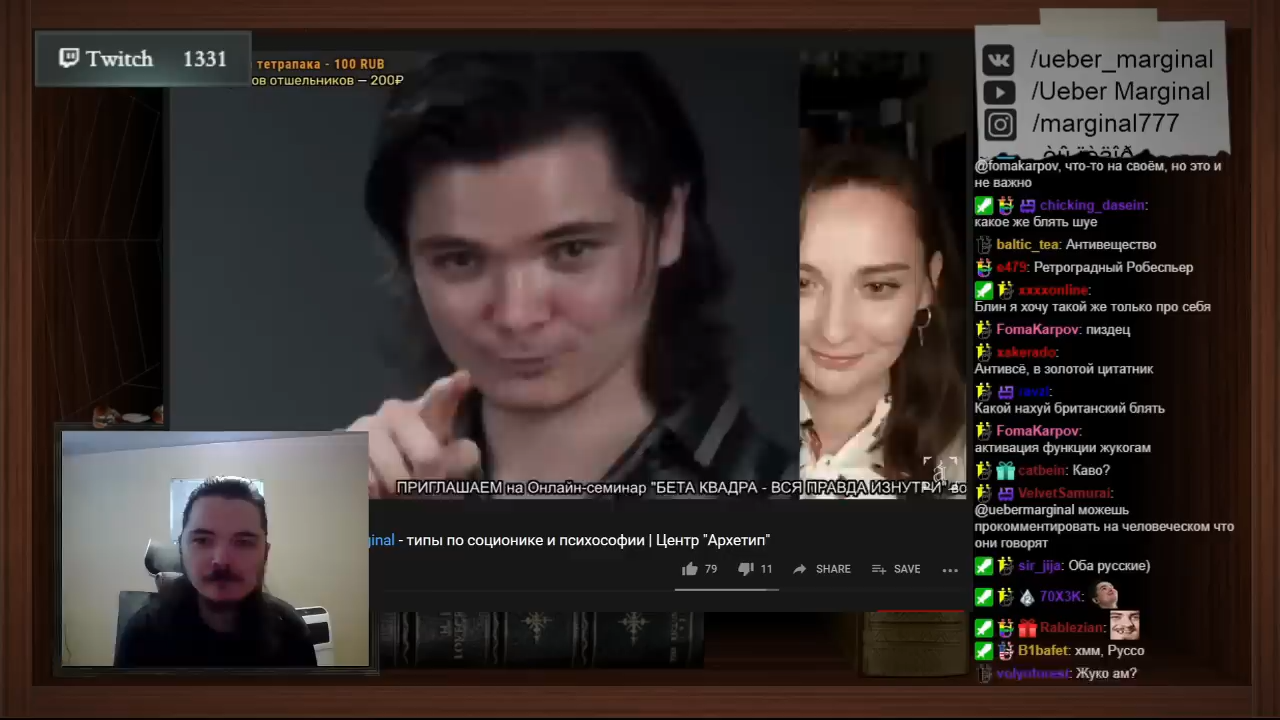 Twitch 1331
тетрапака - 100 RUB
ов отшельников — 200₽
/ueber_marginal
/Ueber Marginal
/marginal777
@fomakarpov, что-то на своём, но это и
не важно
chicking_dasein:
какое же блять шуе
baltic_tea: Антивещество
e479: Ретроградный Робеспьер
xxxxonline:
Блин я хочу такой же только про себя
FomaKarpov: пиздец
xakerado:
Антивсё, в золотой цитатник
Какой нахуй британский блять
FomaKarpov:
активация функции жукогам
catbein: Каво?
VelvetSamurai:
@uebermarginal можешь
прокомментировать на человеческом что
они говорят
sir_jija: Оба русские)
70X3K:
Rablezian:
B1bafet: хмм, Руссо
Жуко ам?
ПРИГЛАШАЕМ на Онлайн-семинар "БЕТА КВАДРА - ВСЯ ПРАВДА ИЗНУТРИ" во
ginal - типы по соционике и психософии | Центр "Архетип"
79 11 SHARE SAVE